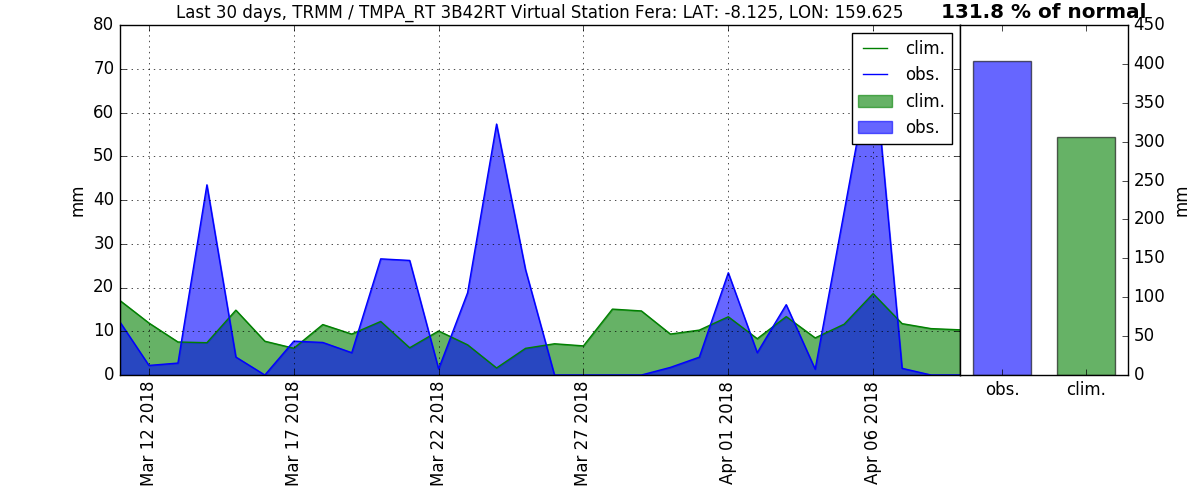 Last 30 days, TRMM / TMPA_RT 3B42RT Virtual Station Fera: LAT: -8.125, LON: 159.625
131.8 % of normal
80
70
60
50
40
30
20
10
0
mm
clim.
obs.
clim.
obs.
Mar 12 2018
Mar 17 2018
Mar 22 2018
Mar 27 2018
Apr 01 2018
Apr 06 2018
450
400
350
300
250
200
150
100
50
0
mm
obs.
clim.